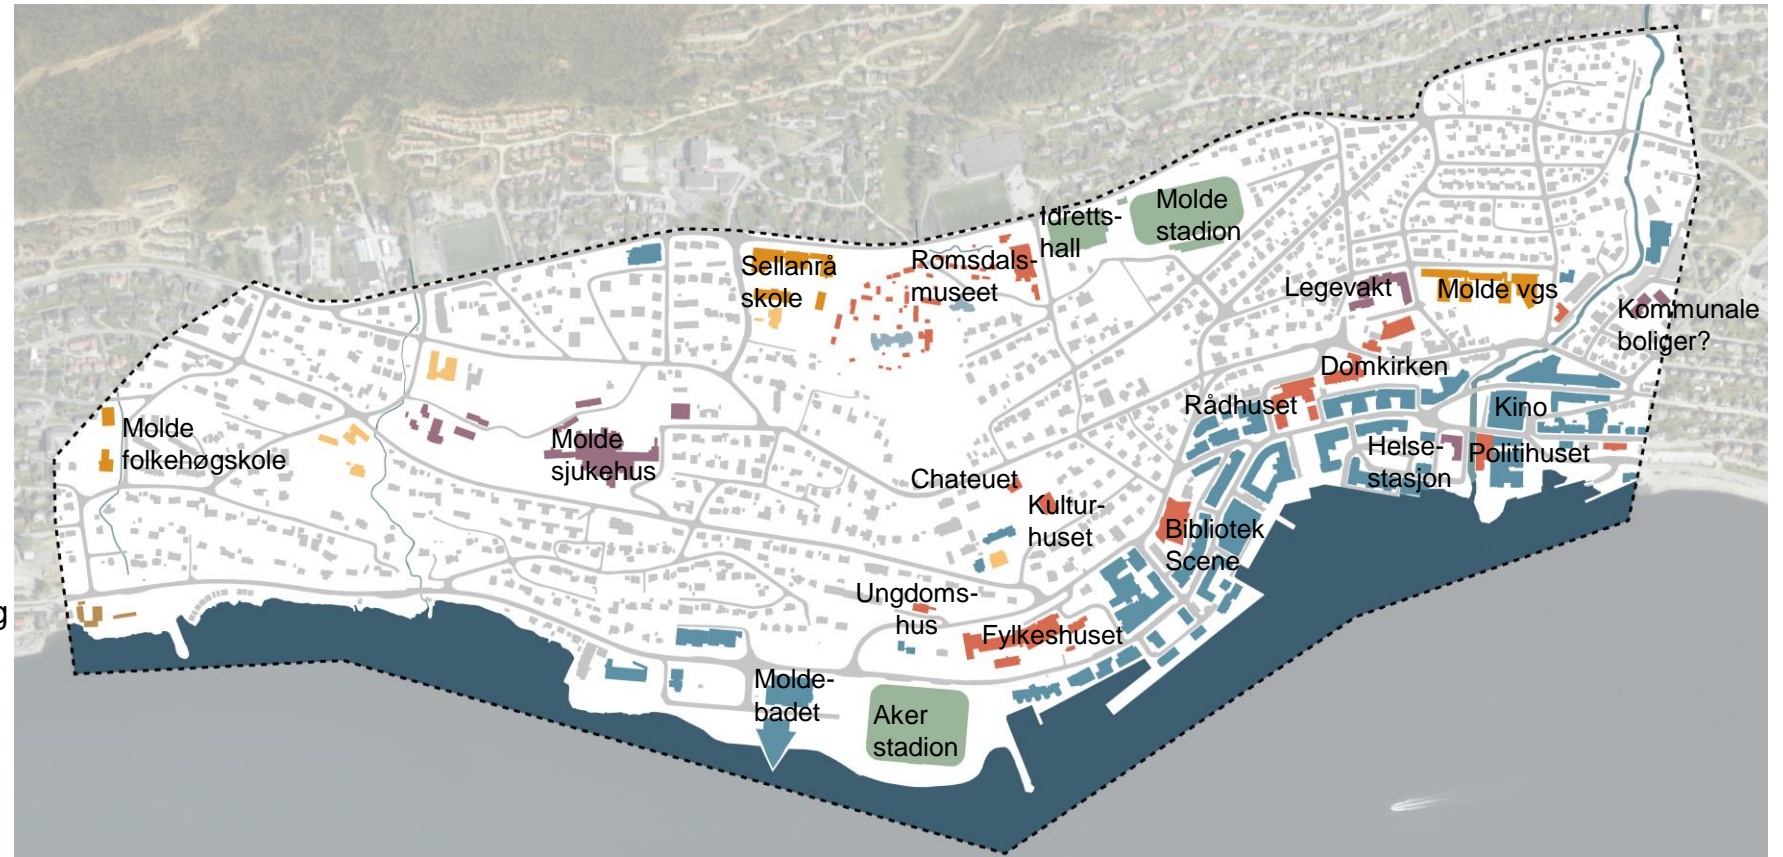 Idretts-
hall
Molde
stadion
Sellanrå
skole
Romsdals-
museet
Legevakt
Molde vgs
Kommunale
boliger?
Domkirken
Rådhuset
Kino
Molde
folkehøgskole
Molde
sjukehus
Helse-
stasjon
Politihuset
Chateuet
Kultur-
huset
Bibliotek
Scene
Ungdoms-
hus
Fylkeshuset
g
Molde-
badet
Aker
stadion